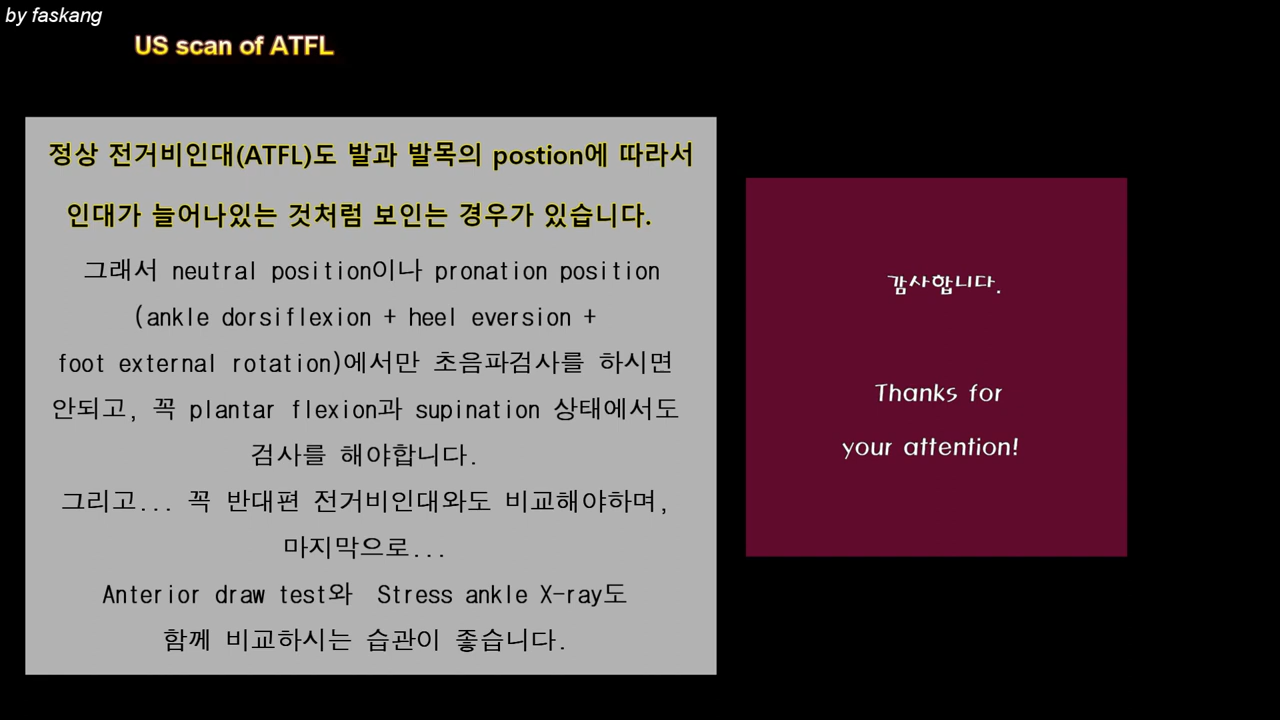 by faskang
US scan of ATFL
정상 전거비인대(ATFL)도 발과 발목의 postion에 따라서
인대가 늘어나있는 것처럼 보인는 경우가 있습니다.
그래서 neutral position이나 pronation position
(ankle dorsiflexion + heel eversion +
foot external rotation)에서만 초음파검사를 하시면
안되고, 꼭 plantar flexion과 supination 상태에서도
검사를 해야합니다.
그리고... 꼭 반대편 전거비인대와도 비교해야하며,
마지막으로...
Anterior draw test와 Stress ankle X-ray도
함께 비교하시는 습관이 좋습니다.
감사합니다.
Thanks for
your attention!